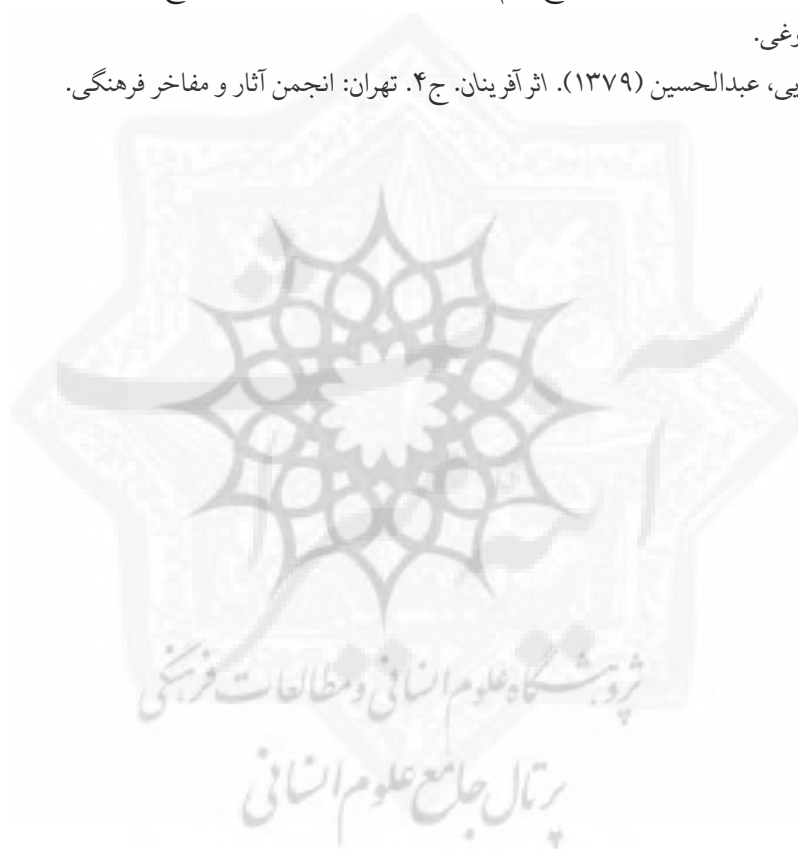 وغی.
یی، عبدالحسین (۱۳۷۹). اثرآفرینان. ج۴. تهران: انجمن آثار و مفاخر فرهنگی.
پژوهشگاه علوم انسانی و مطالعات فرهنگی
پرتال جامع علوم انسانی